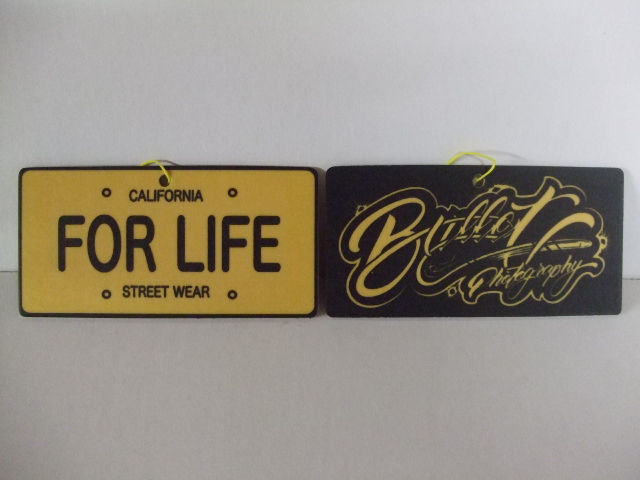 CALIFORNIA
FOR LIFE
STREET WEAR
Bullet
Photography